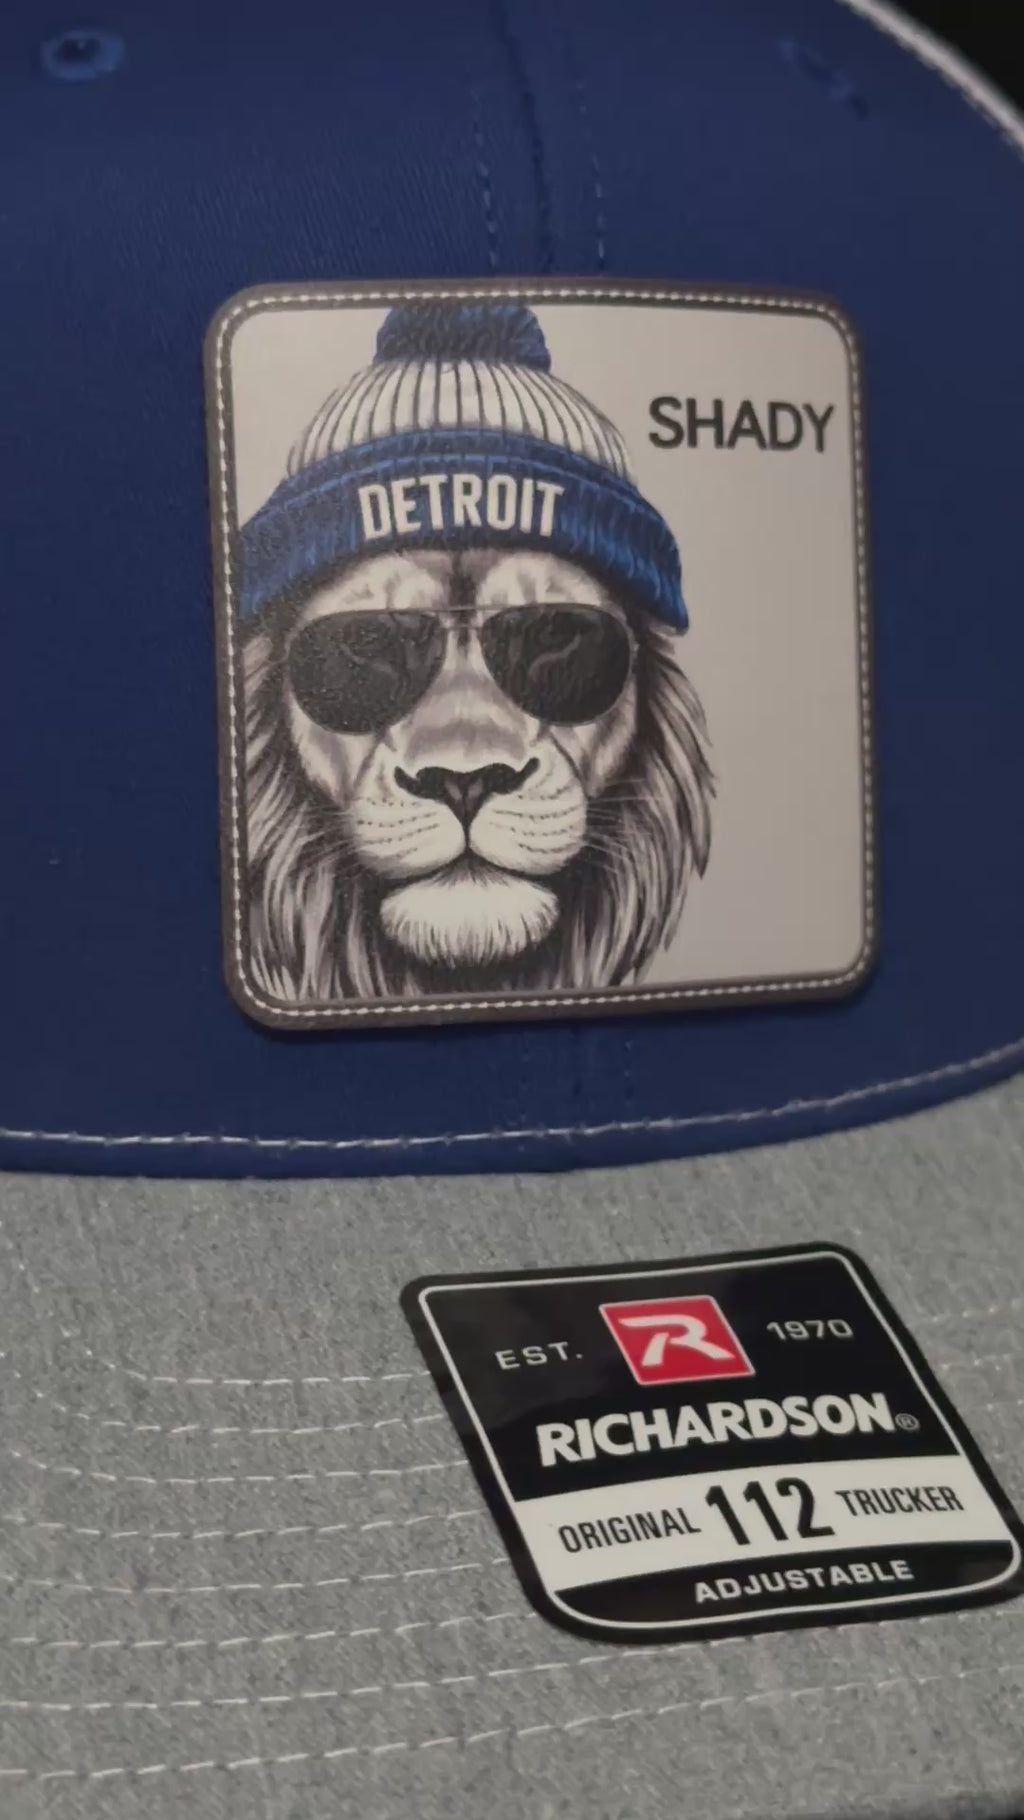 SHADY
DETROIT
EST. R 1970
RICHARDSON®
ORIGINAL 112 TRUCKER
ADJUSTABLE